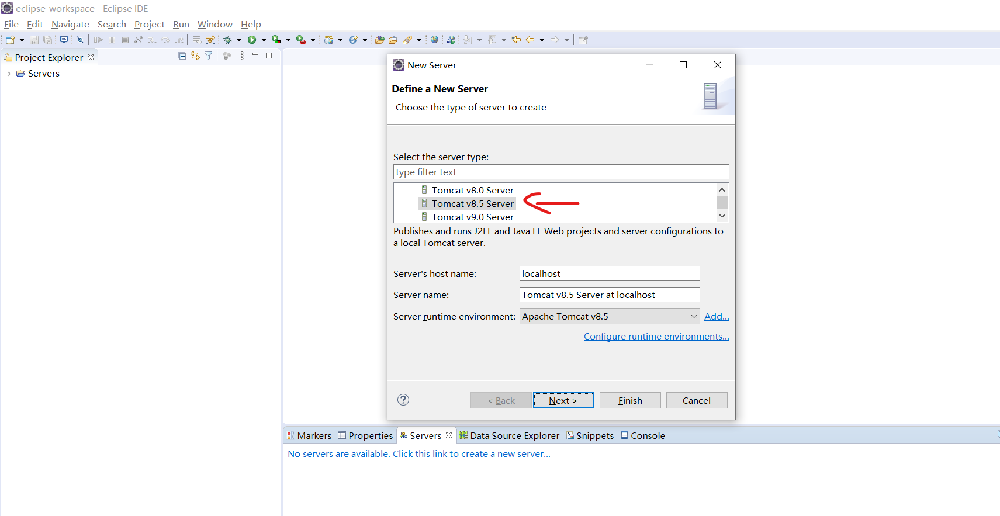 eclipse-workspace - Eclipse IDE
File Edit Navigate Search Project Run Window Help
Project Explorer
Servers
New Server
Define a New Server
Choose the type of server to create
Select the server type:
type filter text
Tomcat v8.0 Server
Tomcat v8.5 Server
Tomcat v9.0 Server
Publishes and runs J2EE and Java EE Web projects and server configurations to
a local Tomcat server.
Server's host name: localhost
Server name: Tomcat v8.5 Server at localhost
Server runtime environment: Apache Tomcat v8.5 Add...
Configure runtime environments...
< Back Next > Finish Cancel
Markers Properties Servers Data Source Explorer Snippets Console
No servers are available. Click this link to create a new server...